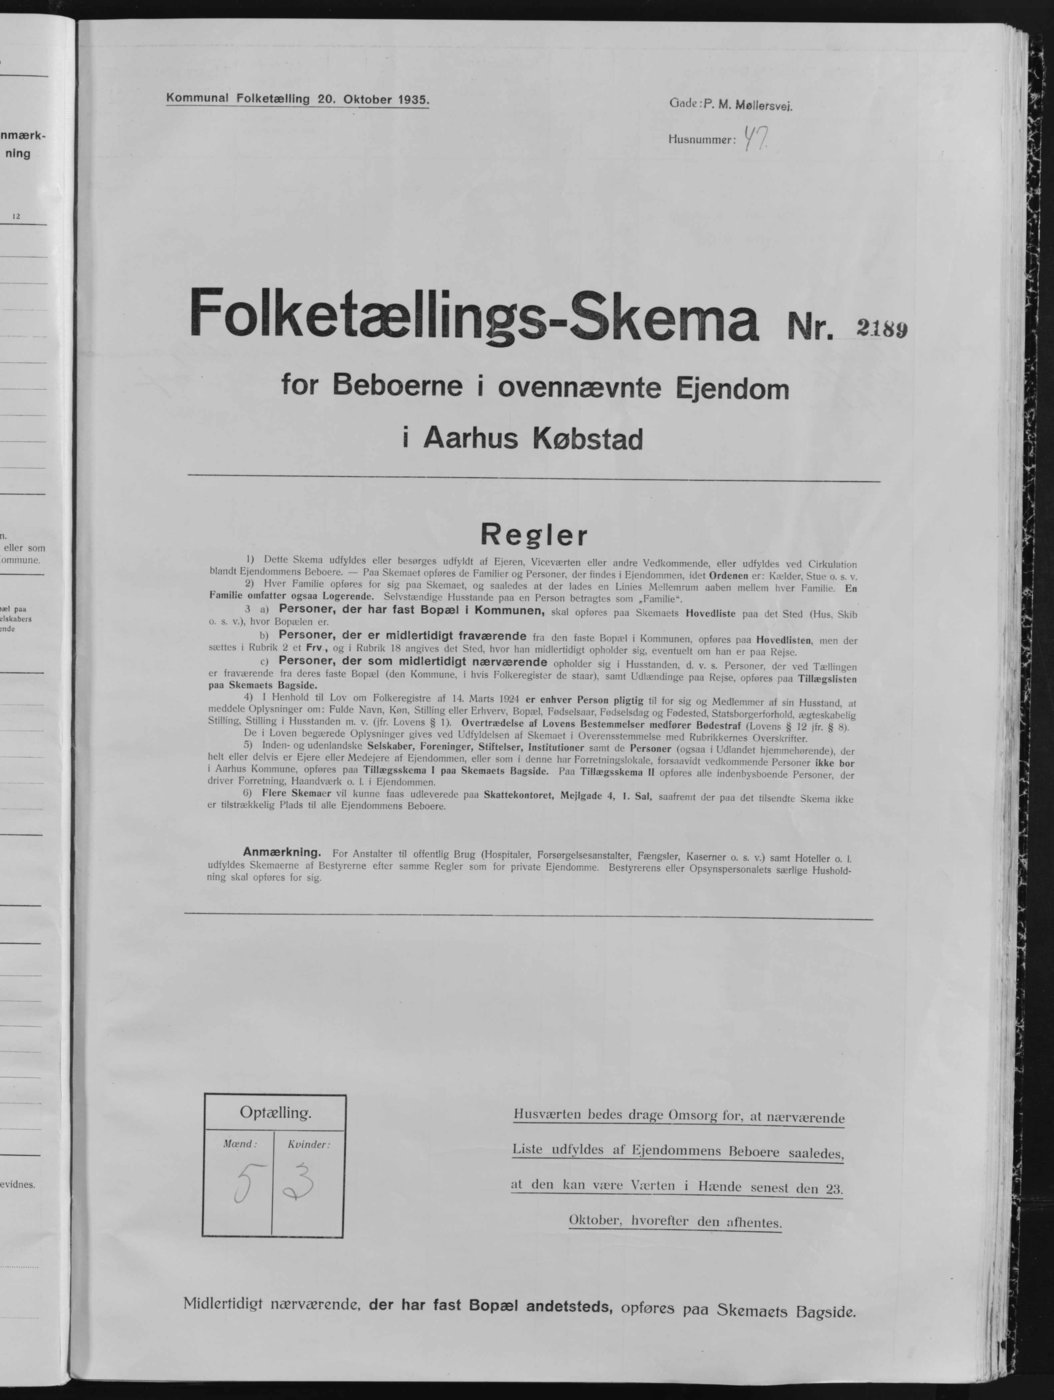 nmærk-
ning
12
n.
eller som
ommune.
pæl paa
elskabers
ende
evidnes.
Kommunal Folketælling 20. Oktober 1935.
Gade: P. M. Møllersvej.
Husnummer: 47.
Folketællings-Skema Nr. 2189
for Beboerne i ovennævnte Ejendom
i Aarhus Købstad
Regler
1) Dette Skema udfyldes eller besørges udfyldt af Ejeren, Viceværten eller andre Vedkommende, eller udfyldes ved Cirkulation
blandt Ejendommens Beboere. — Paa Skemaet opføres de Familier og Personer, der findes i Ejendommen, idet Ordenen er: Kælder, Stue o. s. v.
2) Hver Familie opføres for sig paa Skemaet, og saaledes at der lades en Linies Mellemrum aaben mellem hver Familie. En
Familie omfatter ogsaa Logerende. Selvstændige Husstande paa en Person betragtes som „Familie“.
3 a) Personer, der har fast Bopæl i Kommunen, skal opføres paa Skemaets Hovedliste paa det Sted (Hus, Skib
o. s. v.), hvor Bopælen er.
b) Personer, der er midlertidigt fraværende fra den faste Bopæl i Kommunen, opføres paa Hovedlisten, men der
sættes i Rubrik 2 et Frv., og i Rubrik 18 angives det Sted, hvor han midlertidigt opholder sig, eventuelt om han er paa Rejse.
c) Personer, der som midlertidigt nærværende opholder sig i Husstanden, d. v. s. Personer, der ved Tællingen
er fraværende fra deres faste Bopæl (den Kommune, i hvis Folkeregister de staar), samt Udlændinge paa Rejse, opføres paa Tillægslisten
paa Skemaets Bagside.
4) I Henhold til Lov om Folkeregistre af 14. Marts 1924 er enhver Person pligtig til for sig og Medlemmer af sin Husstand, at
meddele Oplysninger om: Fulde Navn, Køn, Stilling eller Erhverv, Bopæl, Fødselsaar, Fødselsdag og Fødested, Statsborgerforhold, ægteskabelig
Stilling, Stilling i Husstanden m. v. (jfr. Lovens § 1). Overtrædelse af Lovens Bestemmelser medfører Bødestraf (Lovens § 12 jfr. § 8).
De i Loven begærede Oplysninger gives ved Udfyldelsen af Skemaet i Overensstemmelse med Rubrikkernes Overskrifter.
5) Inden- og udenlandske Selskaber, Foreninger, Stiftelser, Institutioner samt de Personer (ogsaa i Udlandet hjemmehørende), der
helt eller delvis er Ejere eller Medejere af Ejendommen, eller som i denne har Forretningslokale, forsaavidt vedkommende Personer ikke bor
i Aarhus Kommune, opføres paa Tillægsskema I paa Skemaets Bagside. Paa Tillægsskema II opføres alle indenbysboende Personer, der
driver Forretning, Haandværk o. l. i Ejendommen.
6) Flere Skemaer vil kunne faas udleverede paa Skattekontoret, Mejlgade 4, 1. Sal, saafremt der paa det tilsendte Skema ikke
er tilstrækkelig Plads til alle Ejendommens Beboere.
Anmærkning. For Anstalter til offentlig Brug (Hospitaler, Forsørgelsesanstalter, Fængsler, Kaserner o. s. v.) samt Hoteller o. l.
udfyldes Skemaerne af Bestyrerne efter samme Regler som for private Ejendomme. Bestyrerens eller Opsynspersonalets særlige Hushold-
ning skal opføres for sig.
Optælling.
Mænd: Kvinder:
5 3
Husværten bedes drage Omsorg for, at nærværende
Liste udfyldes af Ejendommens Beboere saaledes,
at den kan være Værten i Hænde senest den 23.
Oktober, hvorefter den afhentes.
Midlertidigt nærværende, der har fast Bopæl andetsteds, opføres paa Skemaets Bagside.